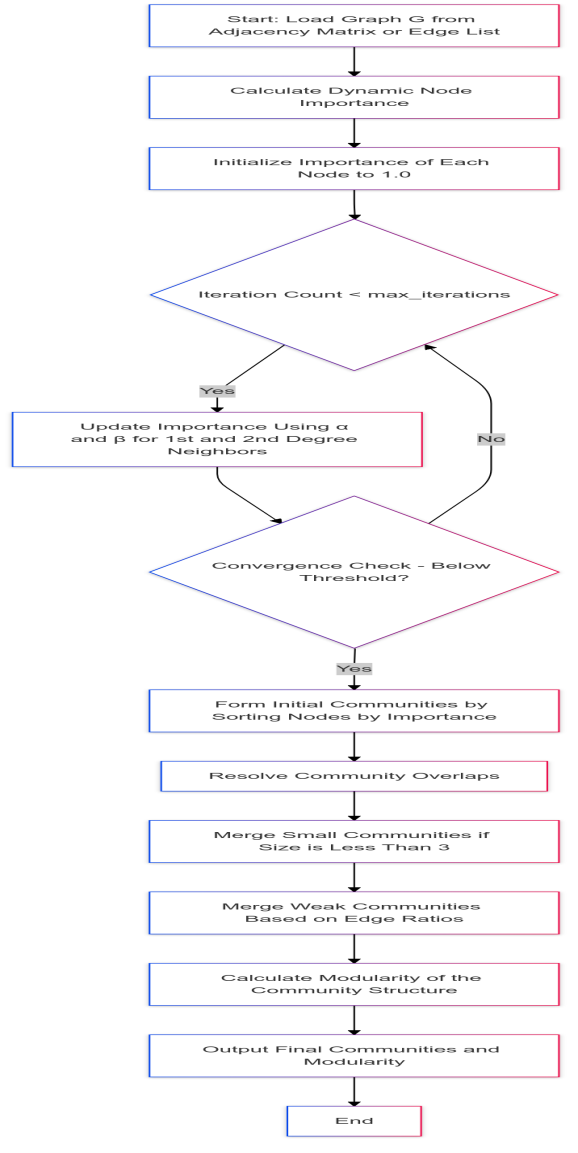 Start: Load Graph G from
Adjacency Matrix or Edge List
Calculate Dynamic Node
Importance
Initialize Importance of Each
Node to 1.0
Iteration Count < max_iterations
Yes
Update Importance Using α
and β for 1st and 2nd Degree
Neighbors
No
Convergence Check - Below
Threshold?
Yes
Form Initial Communities by
Sorting Nodes by Importance
Resolve Community Overlaps
Merge Small Communities if
Size is Less Than 3
Merge Weak Communities
Based on Edge Ratios
Calculate Modularity of the
Community Structure
Output Final Communities and
Modularity
End